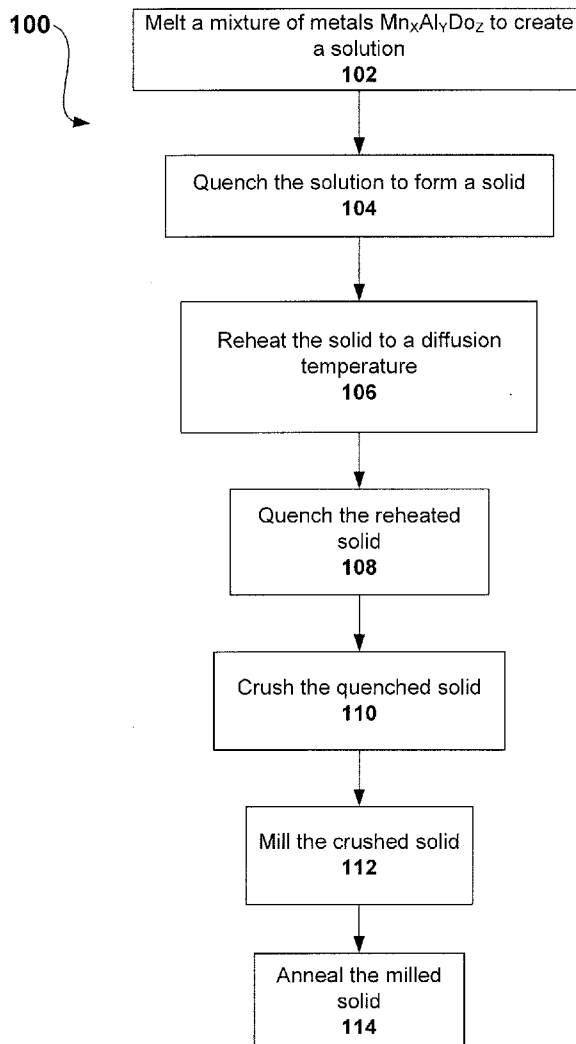 100
Melt a mixture of metals MnXAlYDoZ to create
a solution
102
Quench the solution to form a solid
104
Reheat the solid to a diffusion
temperature
106
Quench the reheated
solid
108
Crush the quenched solid
110
Mill the crushed solid
112
Anneal the milled
solid
114